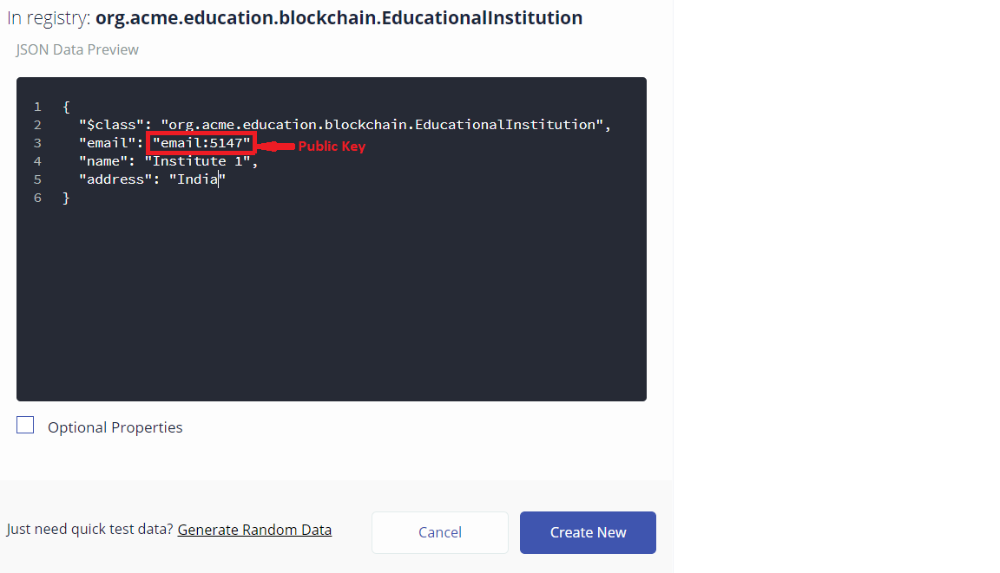 In registry: org.acme.education.blockchain.EducationalInstitution
JSON Data Preview
1 {
2 "$class": "org.acme.education.blockchain.EducationalInstitution",
3 "email": "email:5147" Public Key
4 "name": "Institute 1",
5 "address": "India"
6 }
Optional Properties
Just need quick test data? Generate Random Data
Cancel
Create New